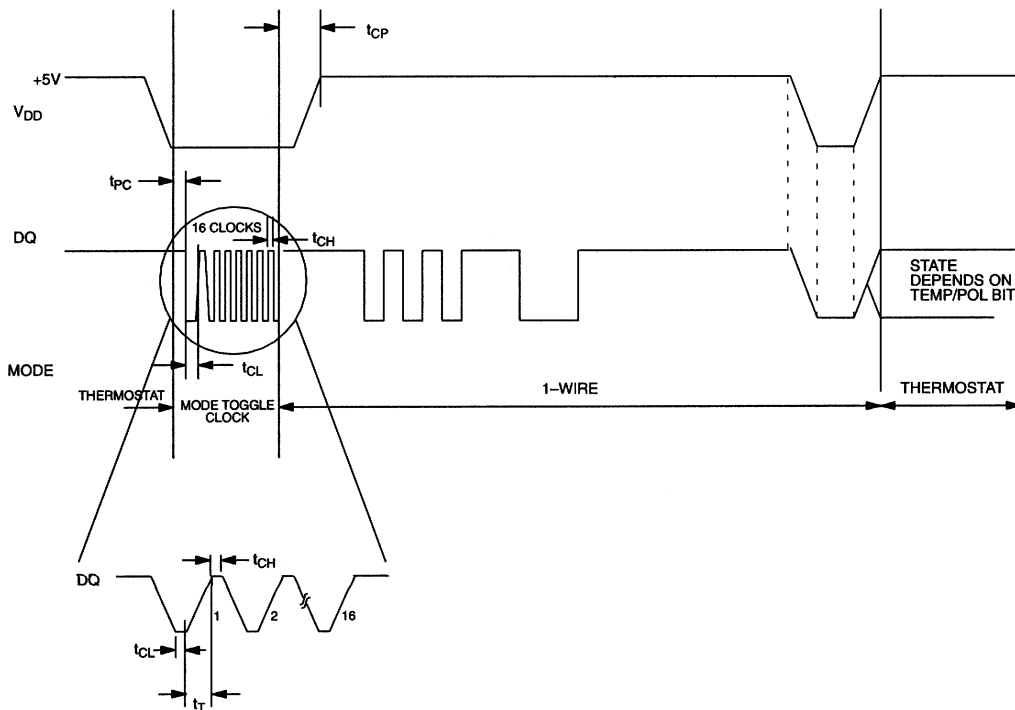 tCP
+5V
VDD
tPC
16 CLOCKS
DQ
tCH
STATE
DEPENDS ON
TEMP/POL BIT
tCL
MODE
1–WIRE
THERMOSTAT
MODE TOGGLE
CLOCK
THERMOSTAT
tCH
DQ
1
2
16
tCL
tT